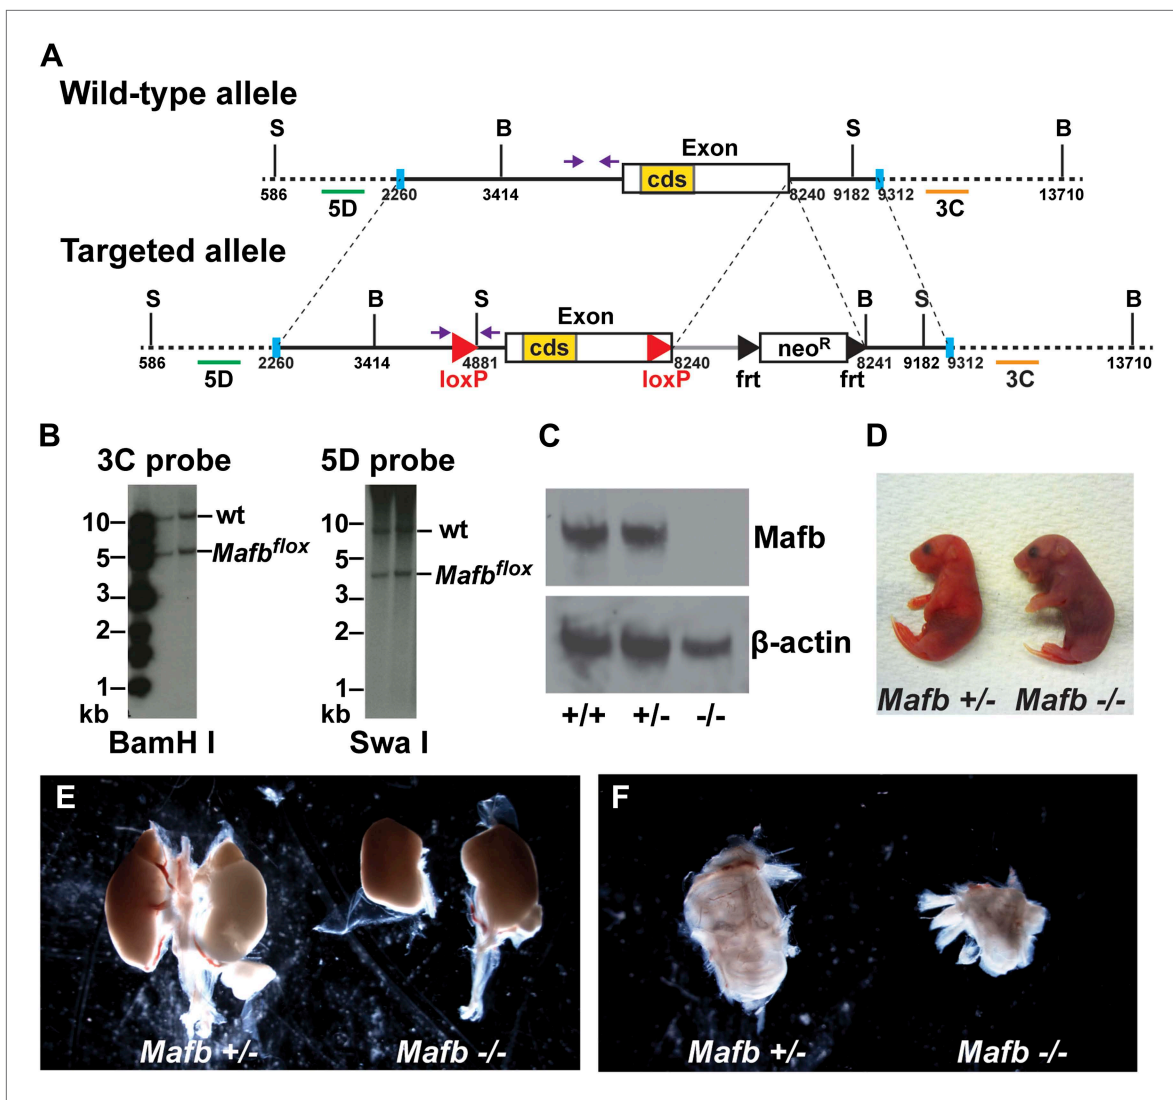 A
Wild-type allele
S B S B
Exon
cds
586 2260 3414 8240 9182 9312 13710
5D 3C
Targeted allele
S B S B S B
Exon
cds neoR
586 2260 3414 4881 8240 8241 9182 9312 13710
5D loxP loxP frt frt 3C
B
3C probe
10
5
3
2
1
kb
wt
Mafbflox
BamH I
5D probe
10
5
3
2
1
kb
wt
Mafbflox
Swa I
C
Mafb
β-actin
+/+ +/- -/-
D
Mafb +/- Mafb -/-
E
Mafb +/- Mafb -/-
F
Mafb +/- Mafb -/-